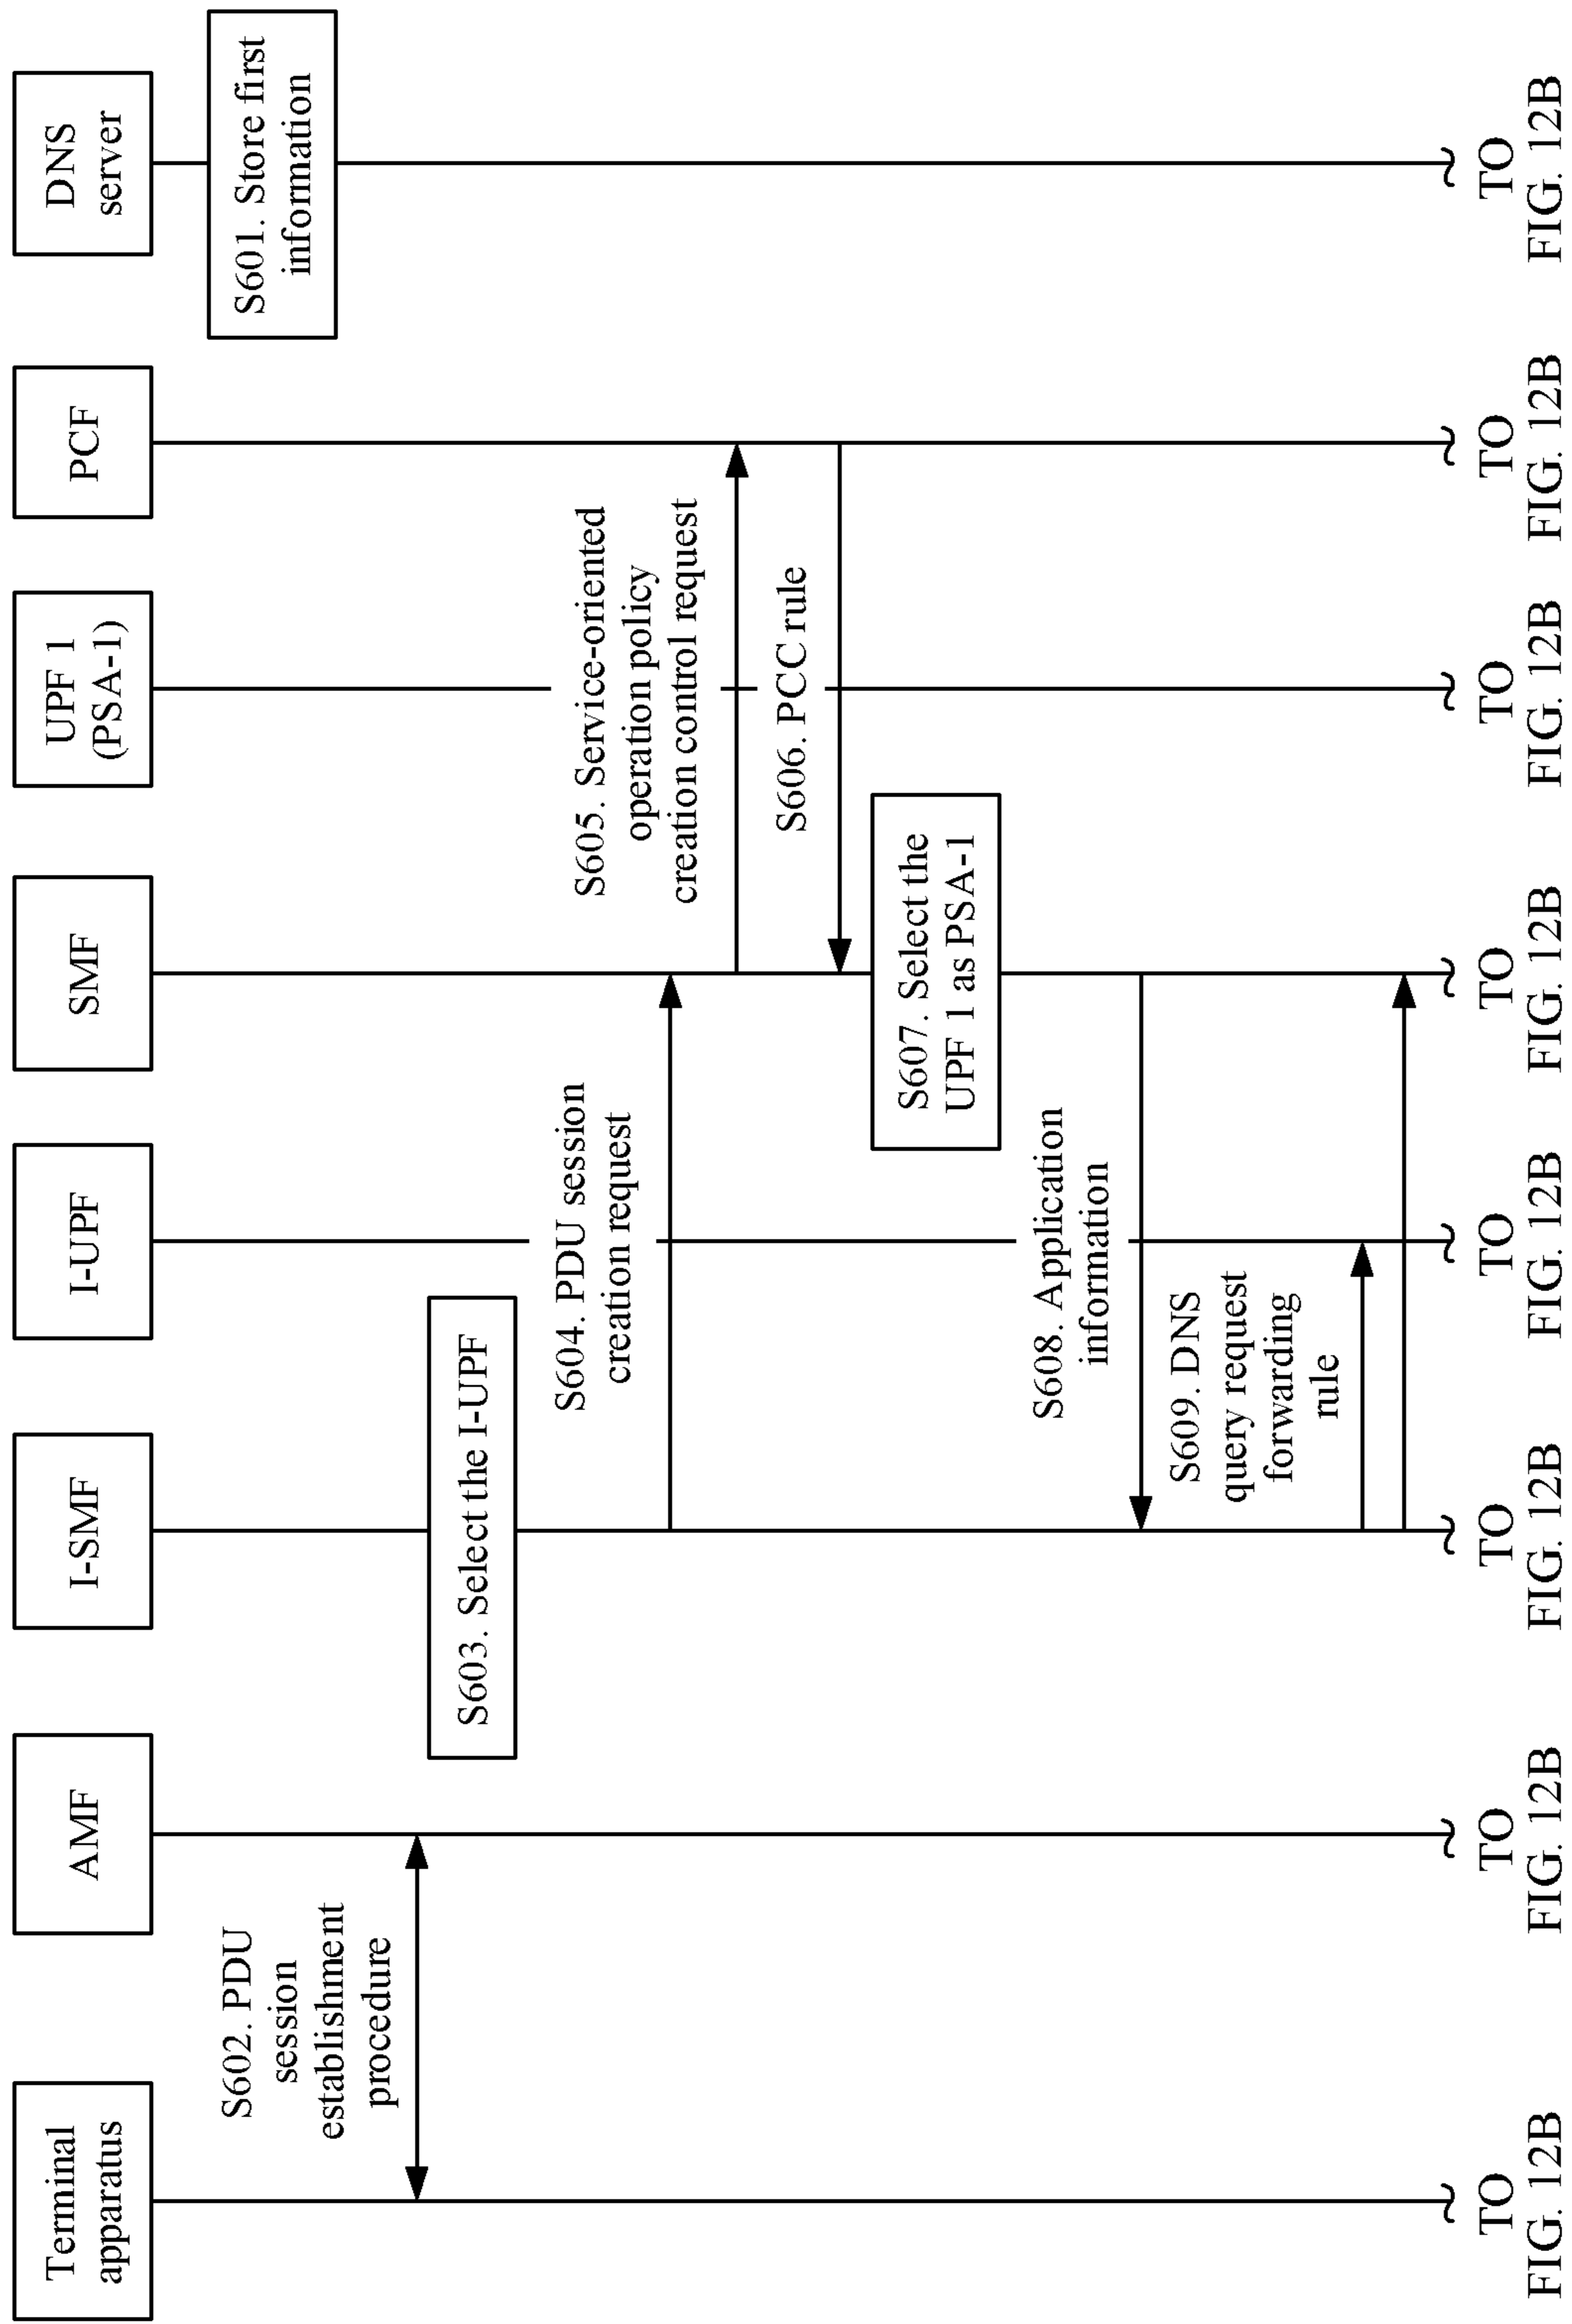 Terminal
apparatus
AMF
I-SMF
I-UPF
SMF
UPF 1
(PSA-1)
PCF
DNS
server
S601. Store first
information
S602. PDU
session
establishment
procedure
S603. Select the I-UPF
S604. PDU session
creation request
S605. Service-oriented
operation policy
creation control request
S606. PCC rule
S607. Select the
UPF 1 as PSA-1
S608. Application
information
S609. DNS
query request
forwarding
rule
TO
FIG. 12B
TO
FIG. 12B
TO
FIG. 12B
TO
FIG. 12B
TO
FIG. 12B
TO
FIG. 12B
TO
FIG. 12B
TO
FIG. 12B